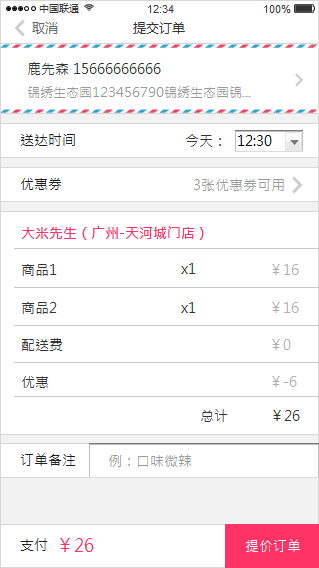 中国联通 12:34 100%
取消 提交订单
鹿先森 15666666666
锦绣生态园123456790锦绣生态园锦...
送达时间 今天： 12:30
优惠券 3张优惠券可用
大米先生（广州-天河城门店）
商品1 x1 ￥16
商品2 x1 ￥16
配送费 ￥0
优惠 ￥-6
总计 ￥26
订单备注 例：口味微辣
支付 ￥26 提价订单